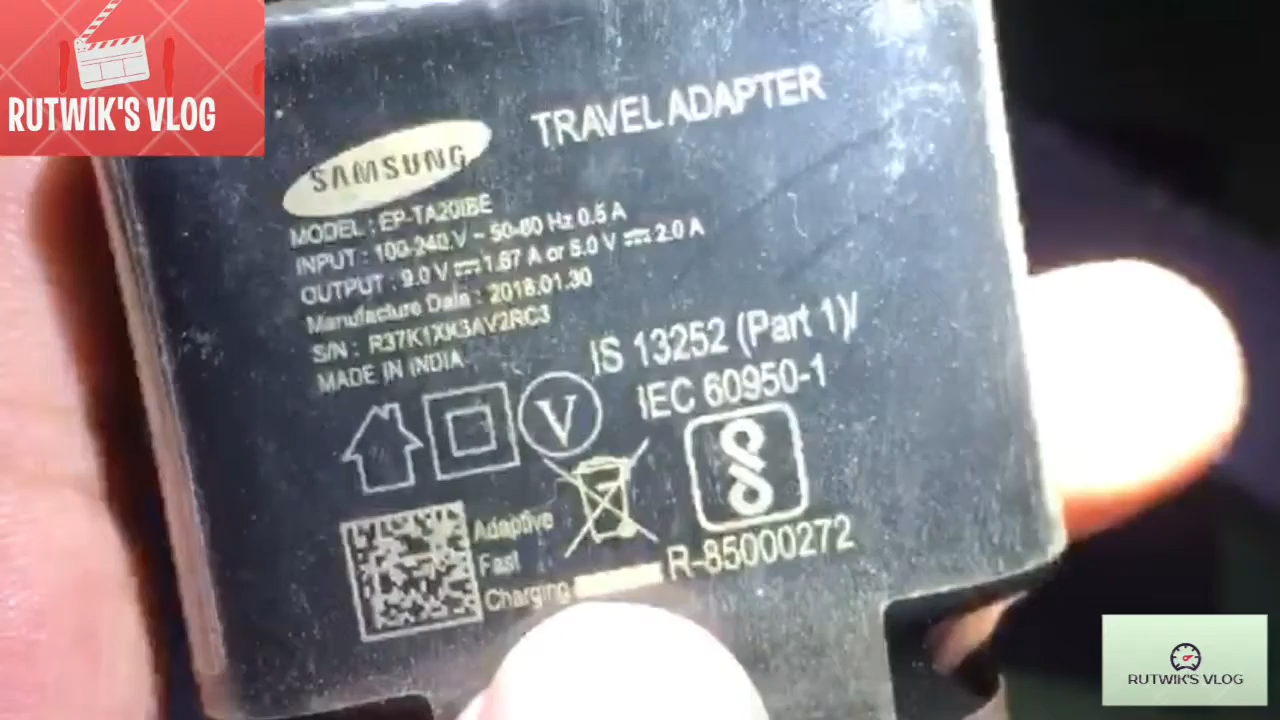 RUTWIK'S VLOG
TRAVEL ADAPTER
SAMSUNG
MODEL : EP-TA20IBE
INPUT : 100-240 V ~ 50-60 Hz 0.5 A
OUTPUT : 9.0 V ⎓ 1.67 A or 5.0 V ⎓ 2.0 A
Manufacture Date : 2018.01.30
S/N : R37K1XK3AV2RC3
MADE IN INDIA
IS 13252 (Part 1)/
IEC 60950-1
V
Adaptive
Fast
Charging
R-85000272
RUTWIK'S VLOG